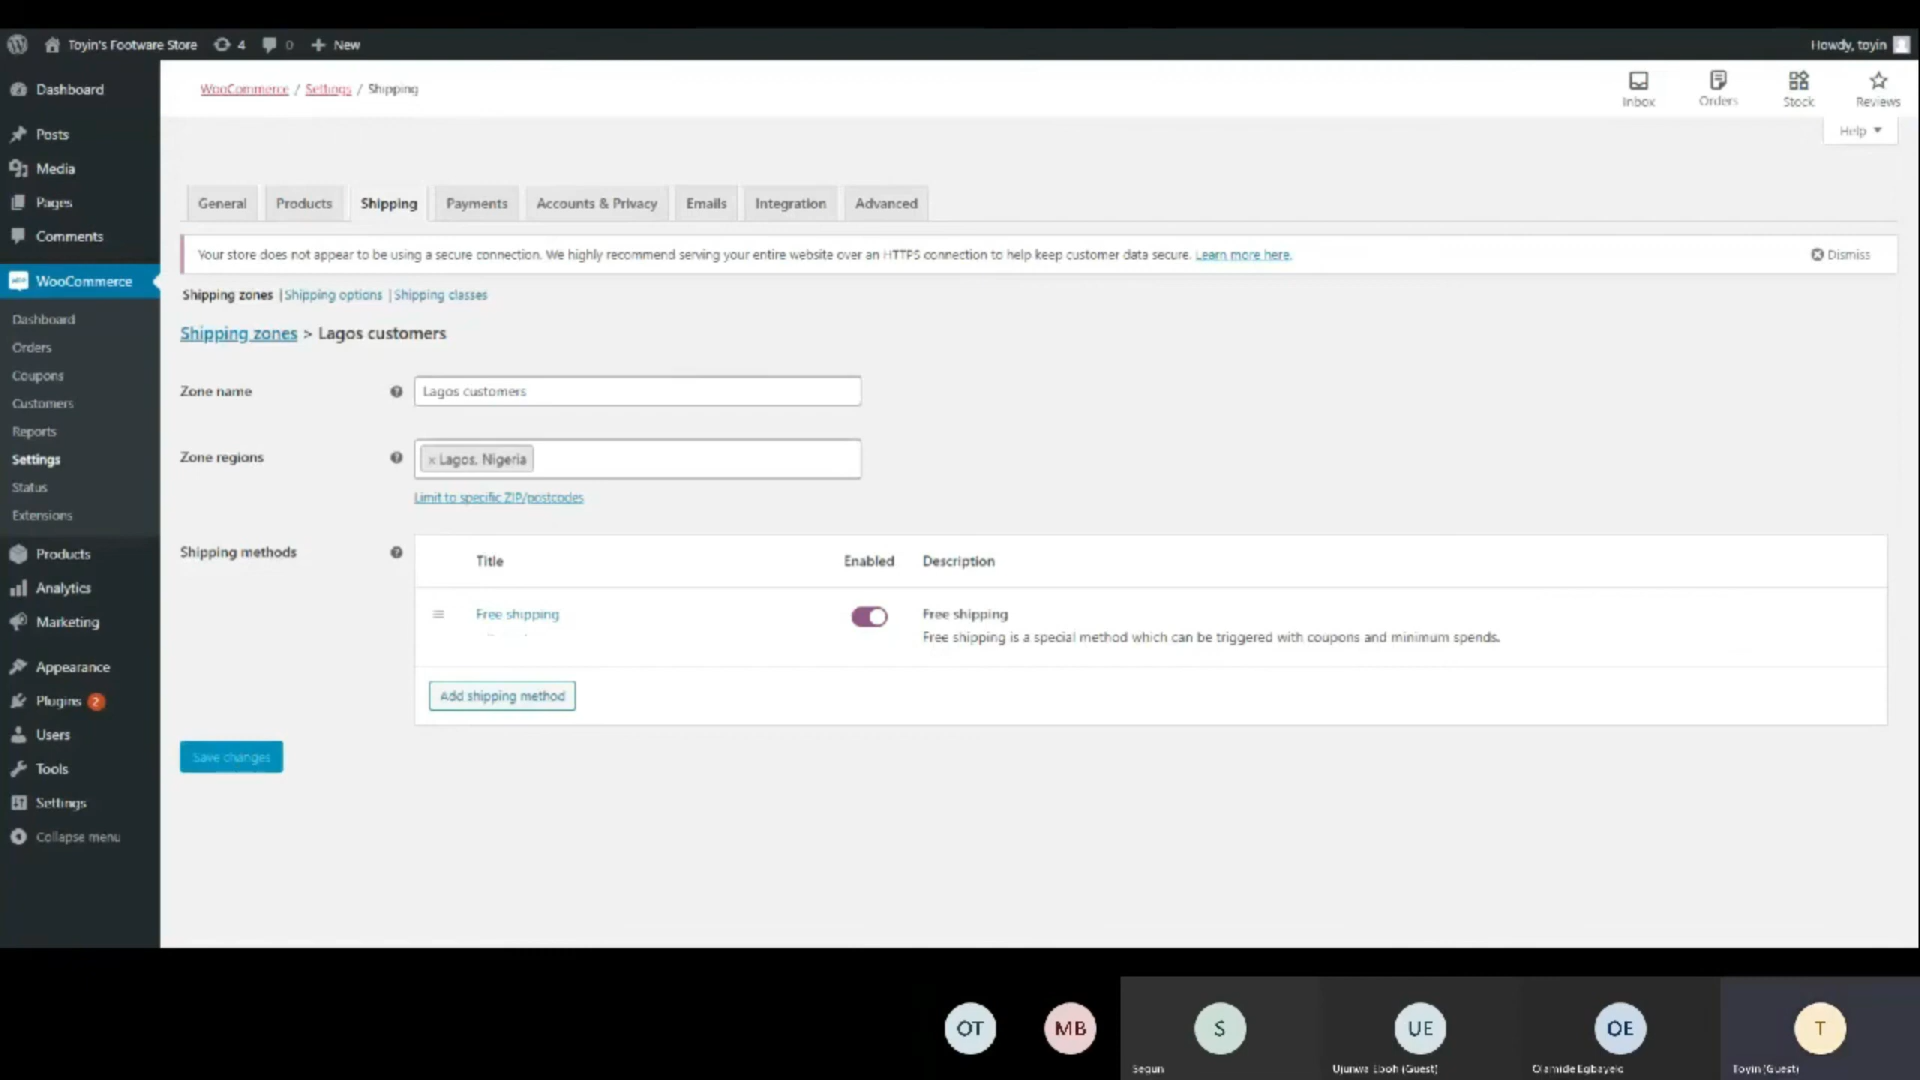 Toyin's Footware Store 4 0 New Howdy, toyin
Dashboard
Posts
Media
Pages
Comments
WooCommerce
Dashboard
Orders
Coupons
Customers
Reports
Settings
Status
Extensions
Products
Analytics
Marketing
Appearance
Plugins 2
Users
Tools
Settings
Collapse menu
WooCommerce / Settings / Shipping
Inbox Orders Stock Reviews
Help
General Products Shipping Payments Accounts & Privacy Emails Integration Advanced
Your store does not appear to be using a secure connection. We highly recommend serving your entire website over an HTTPS connection to help keep customer data secure. Learn more here. Dismiss
Shipping zones | Shipping options | Shipping classes
Shipping zones > Lagos customers
Zone name Lagos customers
Zone regions × Lagos, Nigeria
Limit to specific ZIP/postcodes
Shipping methods Title Enabled Description
Free shipping Free shipping
Free shipping is a special method which can be triggered with coupons and minimum spends.
Add shipping method
Save changes
OT MB S UE OE T
Segun (Guest) Olamide Toyin (Guest)